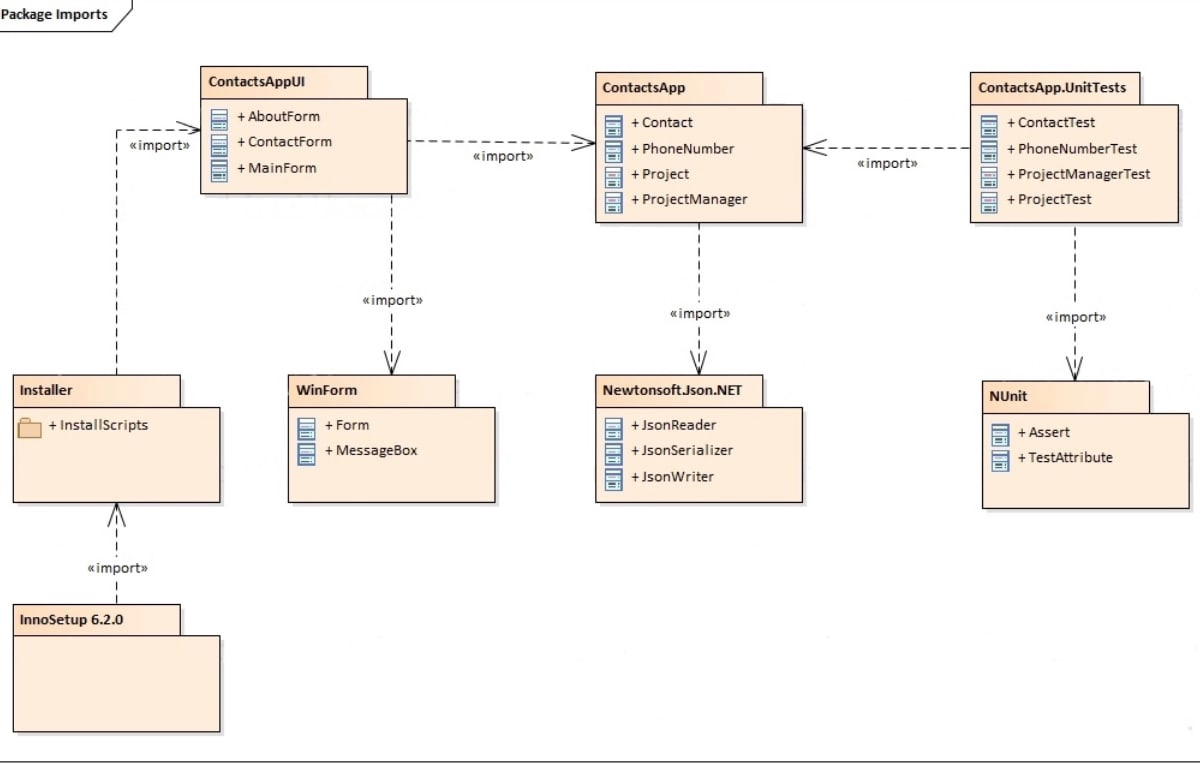 Package Imports
ContactsAppUI
+ AboutForm
+ ContactForm
+ MainForm
ContactsApp
+ Contact
+ PhoneNumber
+ Project
+ ProjectManager
ContactsApp.UnitTests
+ ContactTest
+ PhoneNumberTest
+ ProjectManagerTest
+ ProjectTest
«import»
«import»
«import»
«import»
«import»
«import»
Installer
+ InstallScripts
WinForm
+ Form
+ MessageBox
Newtonsoft.Json.NET
+ JsonReader
+ JsonSerializer
+ JsonWriter
NUnit
+ Assert
+ TestAttribute
«import»
InnoSetup 6.2.0